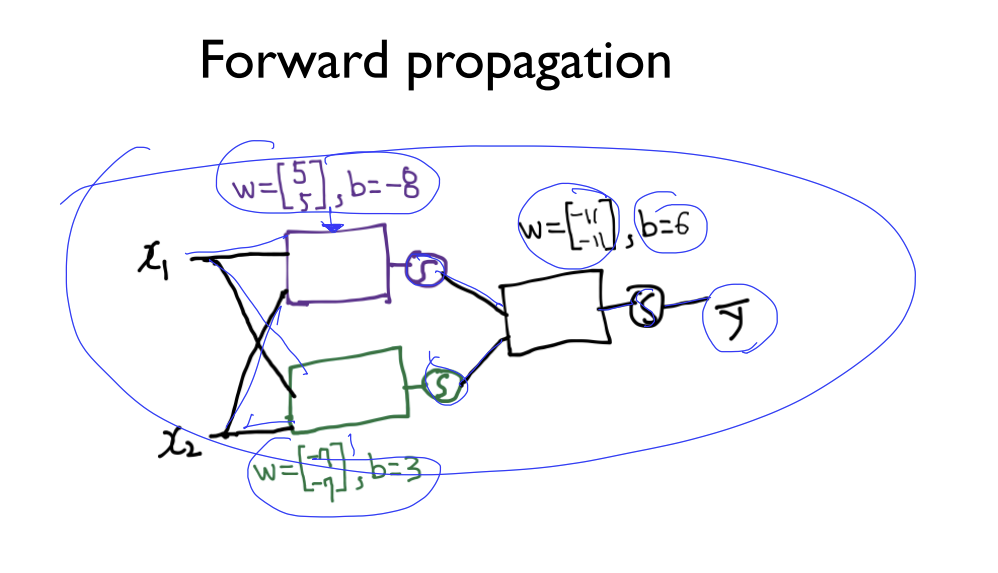 Forward propagation
w=[5 5], b=-8
w=[-11 -11], b=6
x₁
S
S
ȳ
S
x₂
w=[-7 -7], b=3